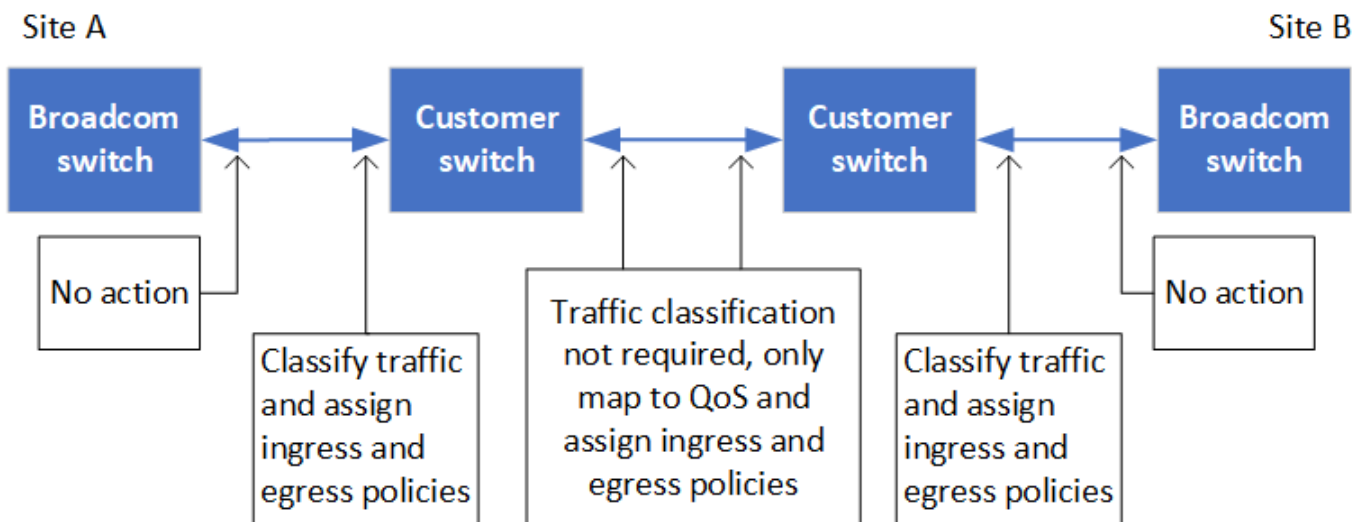 Site A
Site B
Broadcom
switch
Customer
switch
Customer
switch
Broadcom
switch
No action
Classify traffic
and assign
ingress and
egress policies
Traffic classification
not required, only
map to QoS and
assign ingress and
egress policies
Classify traffic
and assign
ingress and
egress policies
No action